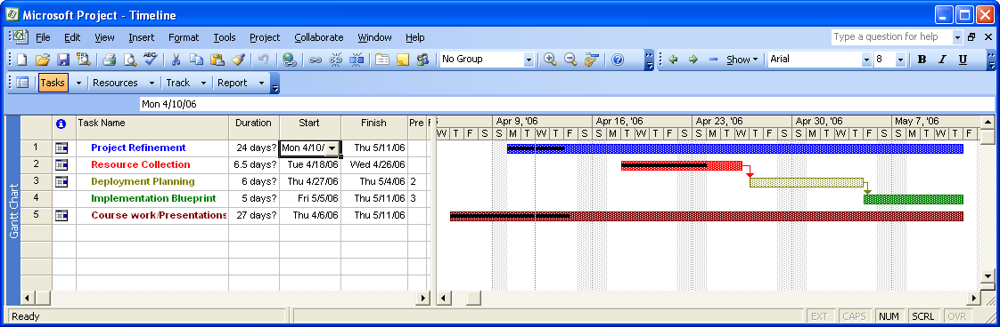 Microsoft Project - Timeline
File Edit View Insert Format Tools Project Collaborate Window Help Type a question for help
No Group Show Arial 8 B I U
ABC
Tasks Resources Track Report
Mon 4/10/06
Task Name Duration Start Finish Pre F Apr 9, '06 Apr 16, '06 Apr 23, '06 Apr 30, '06 May 7, '06
W T F S S M T W T F S S M T W T F S S M T W T F S S M T W T F S S M T W T F S
1 Project Refinement 24 days? Mon 4/10/ Thu 5/11/06
2 Resource Collection 6.5 days? Tue 4/18/06 Wed 4/26/06
3 Deployment Planning 6 days? Thu 4/27/06 Thu 5/4/06 2
4 Implementation Blueprint 5 days? Fri 5/5/06 Thu 5/11/06 3
5 Course work/Presentations 27 days? Thu 4/6/06 Thu 5/11/06
Gantt Chart
Ready EXT CAPS NUM SCRL OVR